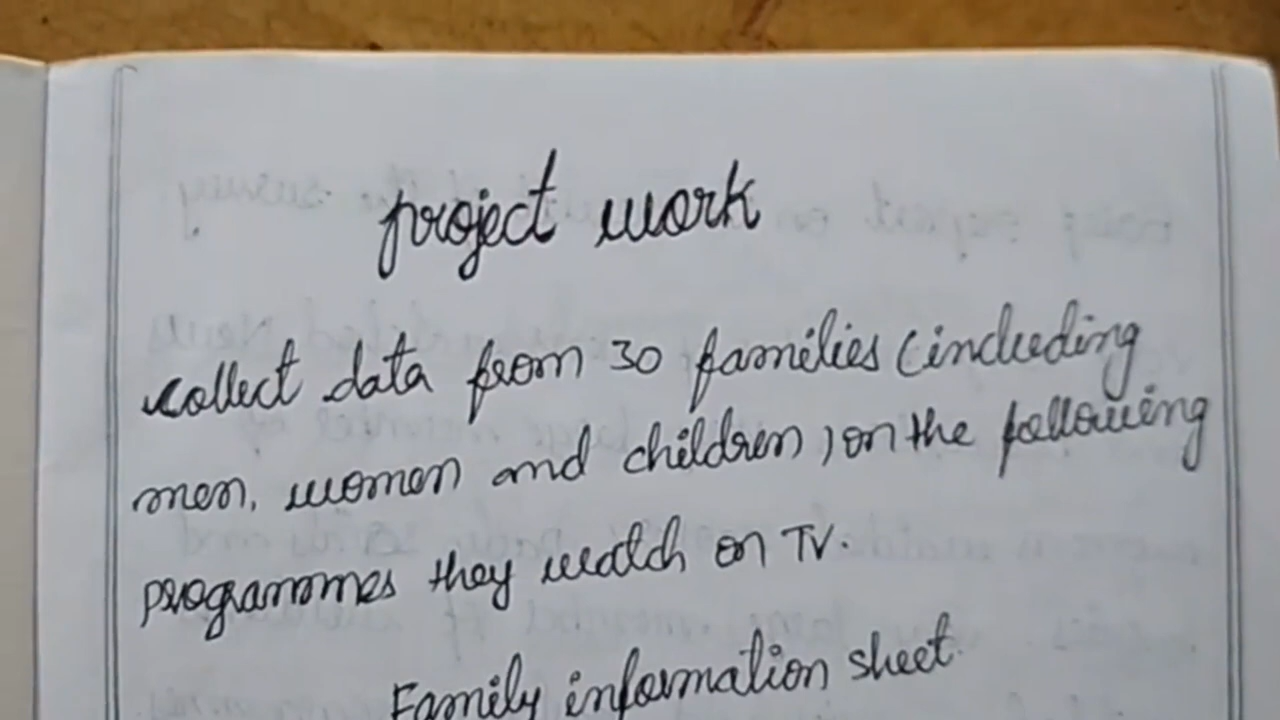 project work
collect data from 30 families (including
men, women and children) on the following
programmes they watch on TV.
Family information sheet